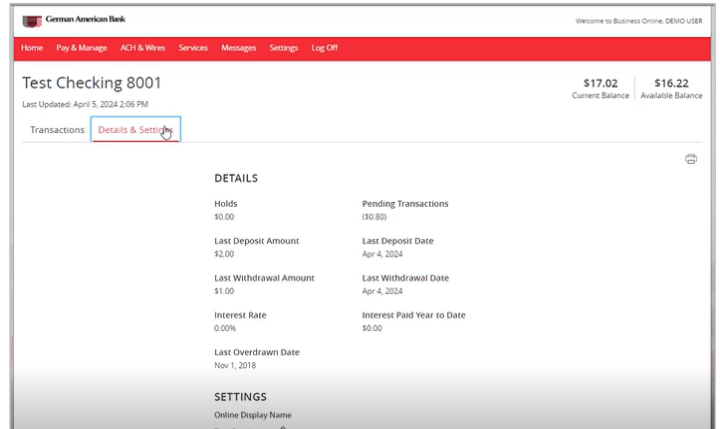 German American Bank
Welcome to Business Online, DEMO USER
Home Pay & Manage ACH & Wires Services Messages Settings Log Off
Test Checking 8001
$17.02 $16.22
Current Balance Available Balance
Last Updated: April 5, 2024 2:06 PM
Transactions Details & Settings
DETAILS
Holds Pending Transactions
$0.00 ($0.80)
Last Deposit Amount Last Deposit Date
$2.00 Apr 4, 2024
Last Withdrawal Amount Last Withdrawal Date
$1.00 Apr 4, 2024
Interest Rate Interest Paid Year to Date
0.00% $0.00
Last Overdrawn Date
Nov 1, 2018
SETTINGS
Online Display Name